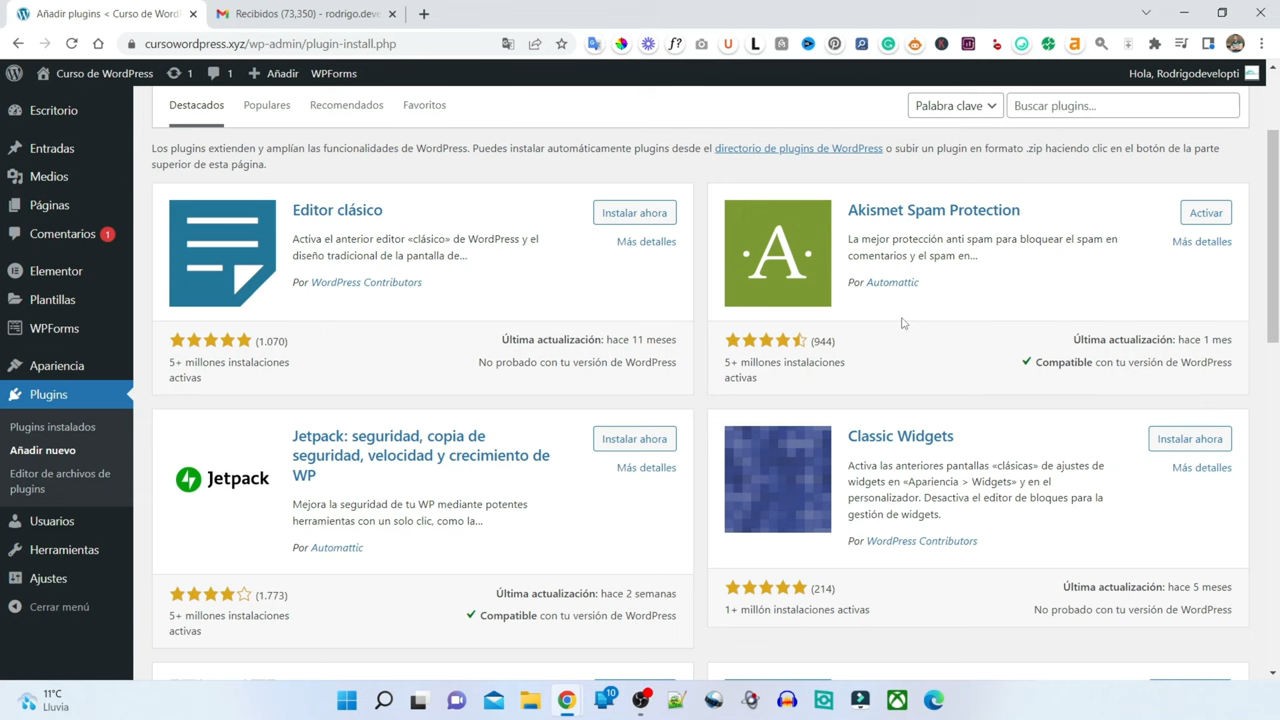 Añadir plugins < Curso de WordP
Recibidos (73,350) - rodrigo.deve
cursowordpress.xyz/wp-admin/plugin-install.php
Curso de WordPress
1
1
Añadir
WPForms
Hola, Rodrigodevelopti
Escritorio
Entradas
Medios
Páginas
Comentarios 1
Elementor
Plantillas
WPForms
Apariencia
Plugins
Plugins instalados
Añadir nuevo
Editor de archivos de
plugins
Usuarios
Herramientas
Ajustes
Cerrar menú
Destacados
Populares
Recomendados
Favoritos
Palabra clave
Buscar plugins...
Los plugins extienden y amplían las funcionalidades de WordPress. Puedes instalar automáticamente plugins desde el directorio de plugins de WordPress o subir un plugin en formato .zip haciendo clic en el botón de la parte
superior de esta página.
Editor clásico
Instalar ahora
Más detalles
Activa el anterior editor «clásico» de WordPress y el
diseño tradicional de la pantalla de...
Por WordPress Contributors
(1.070)
5+ millones instalaciones
activas
Última actualización: hace 11 meses
No probado con tu versión de WordPress
A
Akismet Spam Protection
Activar
Más detalles
La mejor protección anti spam para bloquear el spam en
comentarios y el spam en...
Por Automattic
(944)
5+ millones instalaciones
activas
Última actualización: hace 1 mes
Compatible con tu versión de WordPress
Jetpack
Jetpack: seguridad, copia de
seguridad, velocidad y crecimiento de
WP
Instalar ahora
Más detalles
Mejora la seguridad de tu WP mediante potentes
herramientas con un solo clic, como la...
Por Automattic
(1.773)
5+ millones instalaciones
activas
Última actualización: hace 2 semanas
Compatible con tu versión de WordPress
Classic Widgets
Instalar ahora
Más detalles
Activa las anteriores pantallas «clásicas» de ajustes de
widgets en «Apariencia > Widgets» y en el
personalizador. Desactiva el editor de bloques para la
gestión de widgets.
Por WordPress Contributors
(214)
1+ millón instalaciones activas
Última actualización: hace 5 meses
No probado con tu versión de WordPress
11°C
Lluvia
10